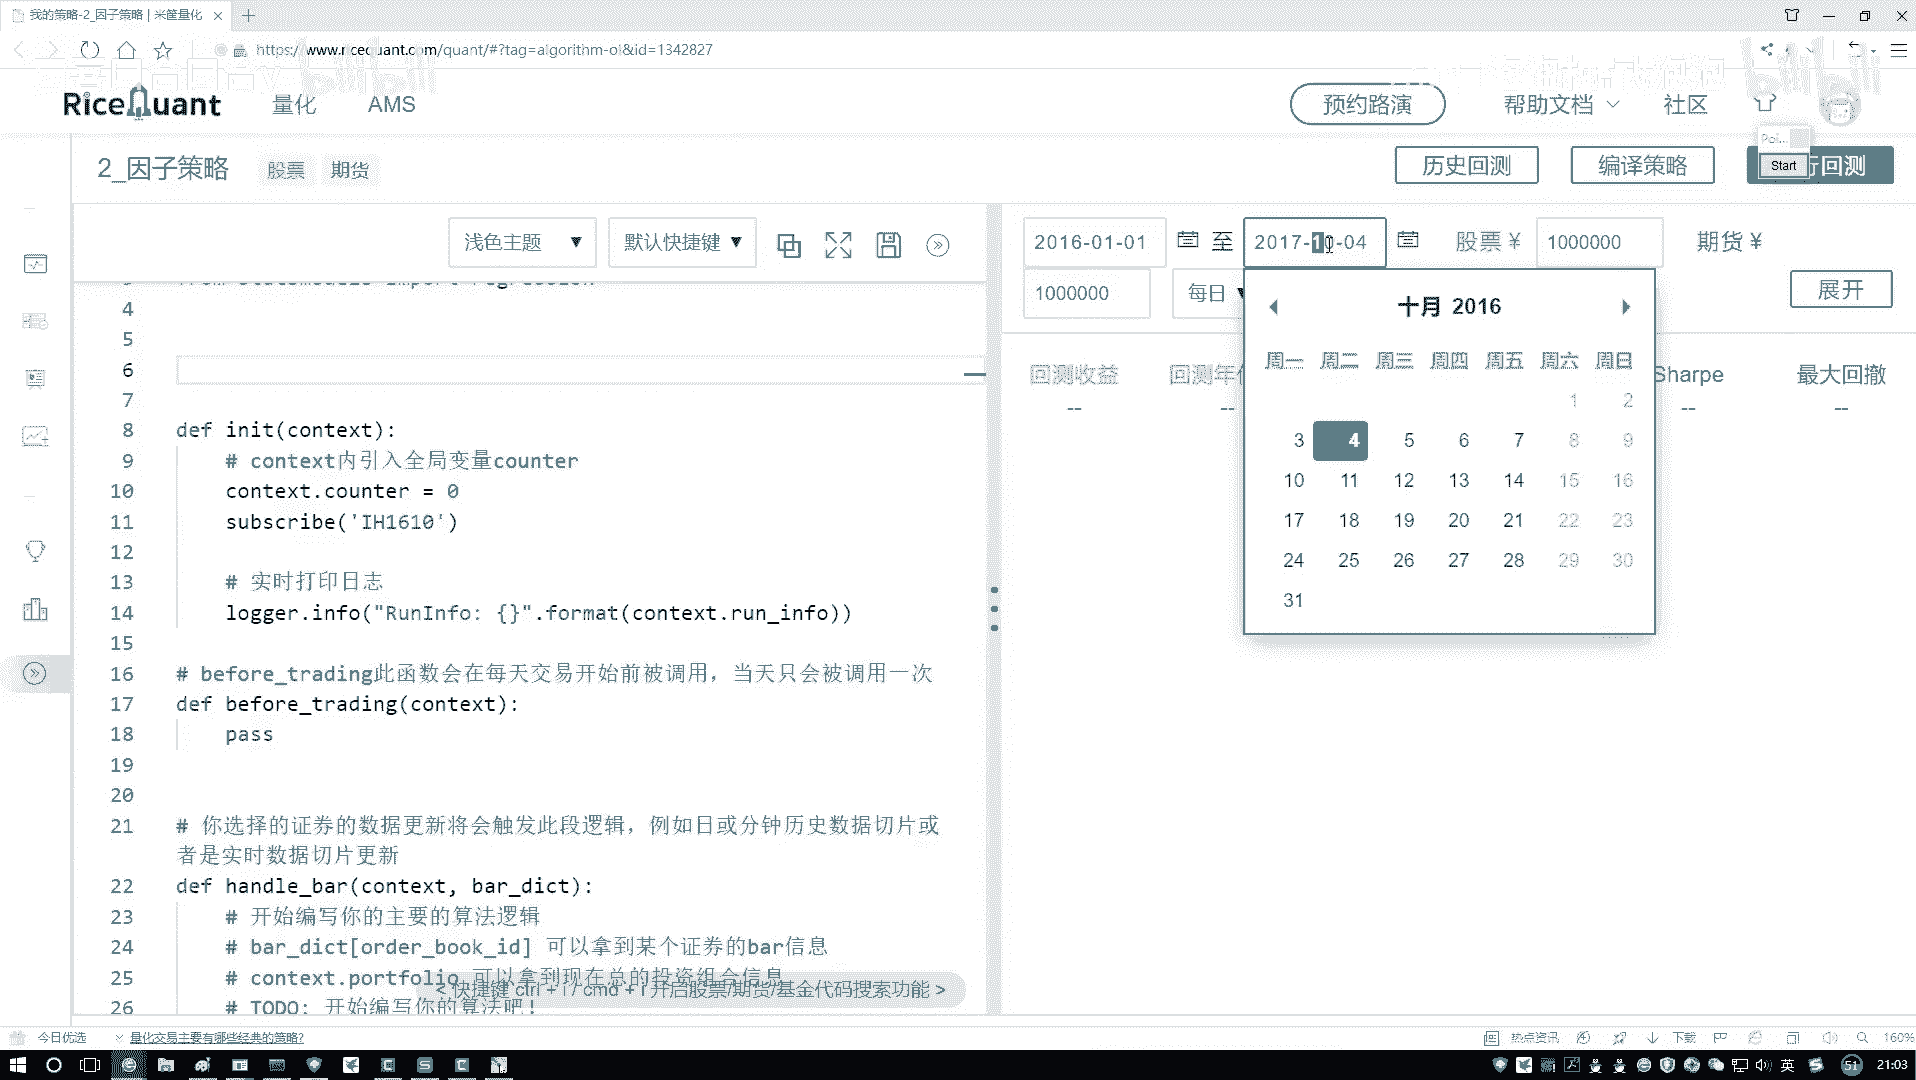 我的策略-2_因子策略 | 米筐量化
https://www.ricequant.com/quant/#?tag=algorithm-ol&id=1342827
bilibili
bilibili
RiceQuant 量化 AMS 预约路演 帮助文档 社区
2_因子策略 股票 期货 历史回测 编译策略 行回测
Start
浅色主题 ▼ 默认快捷键 ▼
2016-01-01 至 2017-10-04 股票 ¥ 1000000 期货 ¥
1000000 每日 展开
十月 2016
周一 周二 周三 周四 周五 周六 周日
1 2
3 4 5 6 7 8 9
10 11 12 13 14 15 16
17 18 19 20 21 22 23
24 25 26 27 28 29 30
31
回测收益 回测年 Sharpe 最大回撤
-- -- -- --
4
5
6
7
8 def init(context):
9 # context内引入全局变量counter
10 context.counter = 0
11 subscribe('IH1610')
12
13 # 实时打印日志
14 logger.info("RunInfo: {}".format(context.run_info))
15
16 # before_trading此函数会在每天交易开始前被调用，当天只会被调用一次
17 def before_trading(context):
18 pass
19
20
21 # 你选择的证券的数据更新将会触发此段逻辑，例如日或分钟历史数据切片或
者是实时数据切片更新
22 def handle_bar(context, bar_dict):
23 # 开始编写你的主要的算法逻辑
24 # bar_dict[order_book_id] 可以拿到某个证券的bar信息
25 # context.portfolio 可以拿到现在总的投资组合信息
< 快捷键 ctrl + i / cmd + i 开启股票/期货/基金代码搜索功能 >
26 # TODO: 开始编写你的算法吧!
今日优选 量化交易主要有哪些经典的策略? 热点资讯 下载 160%
英 51 21:03